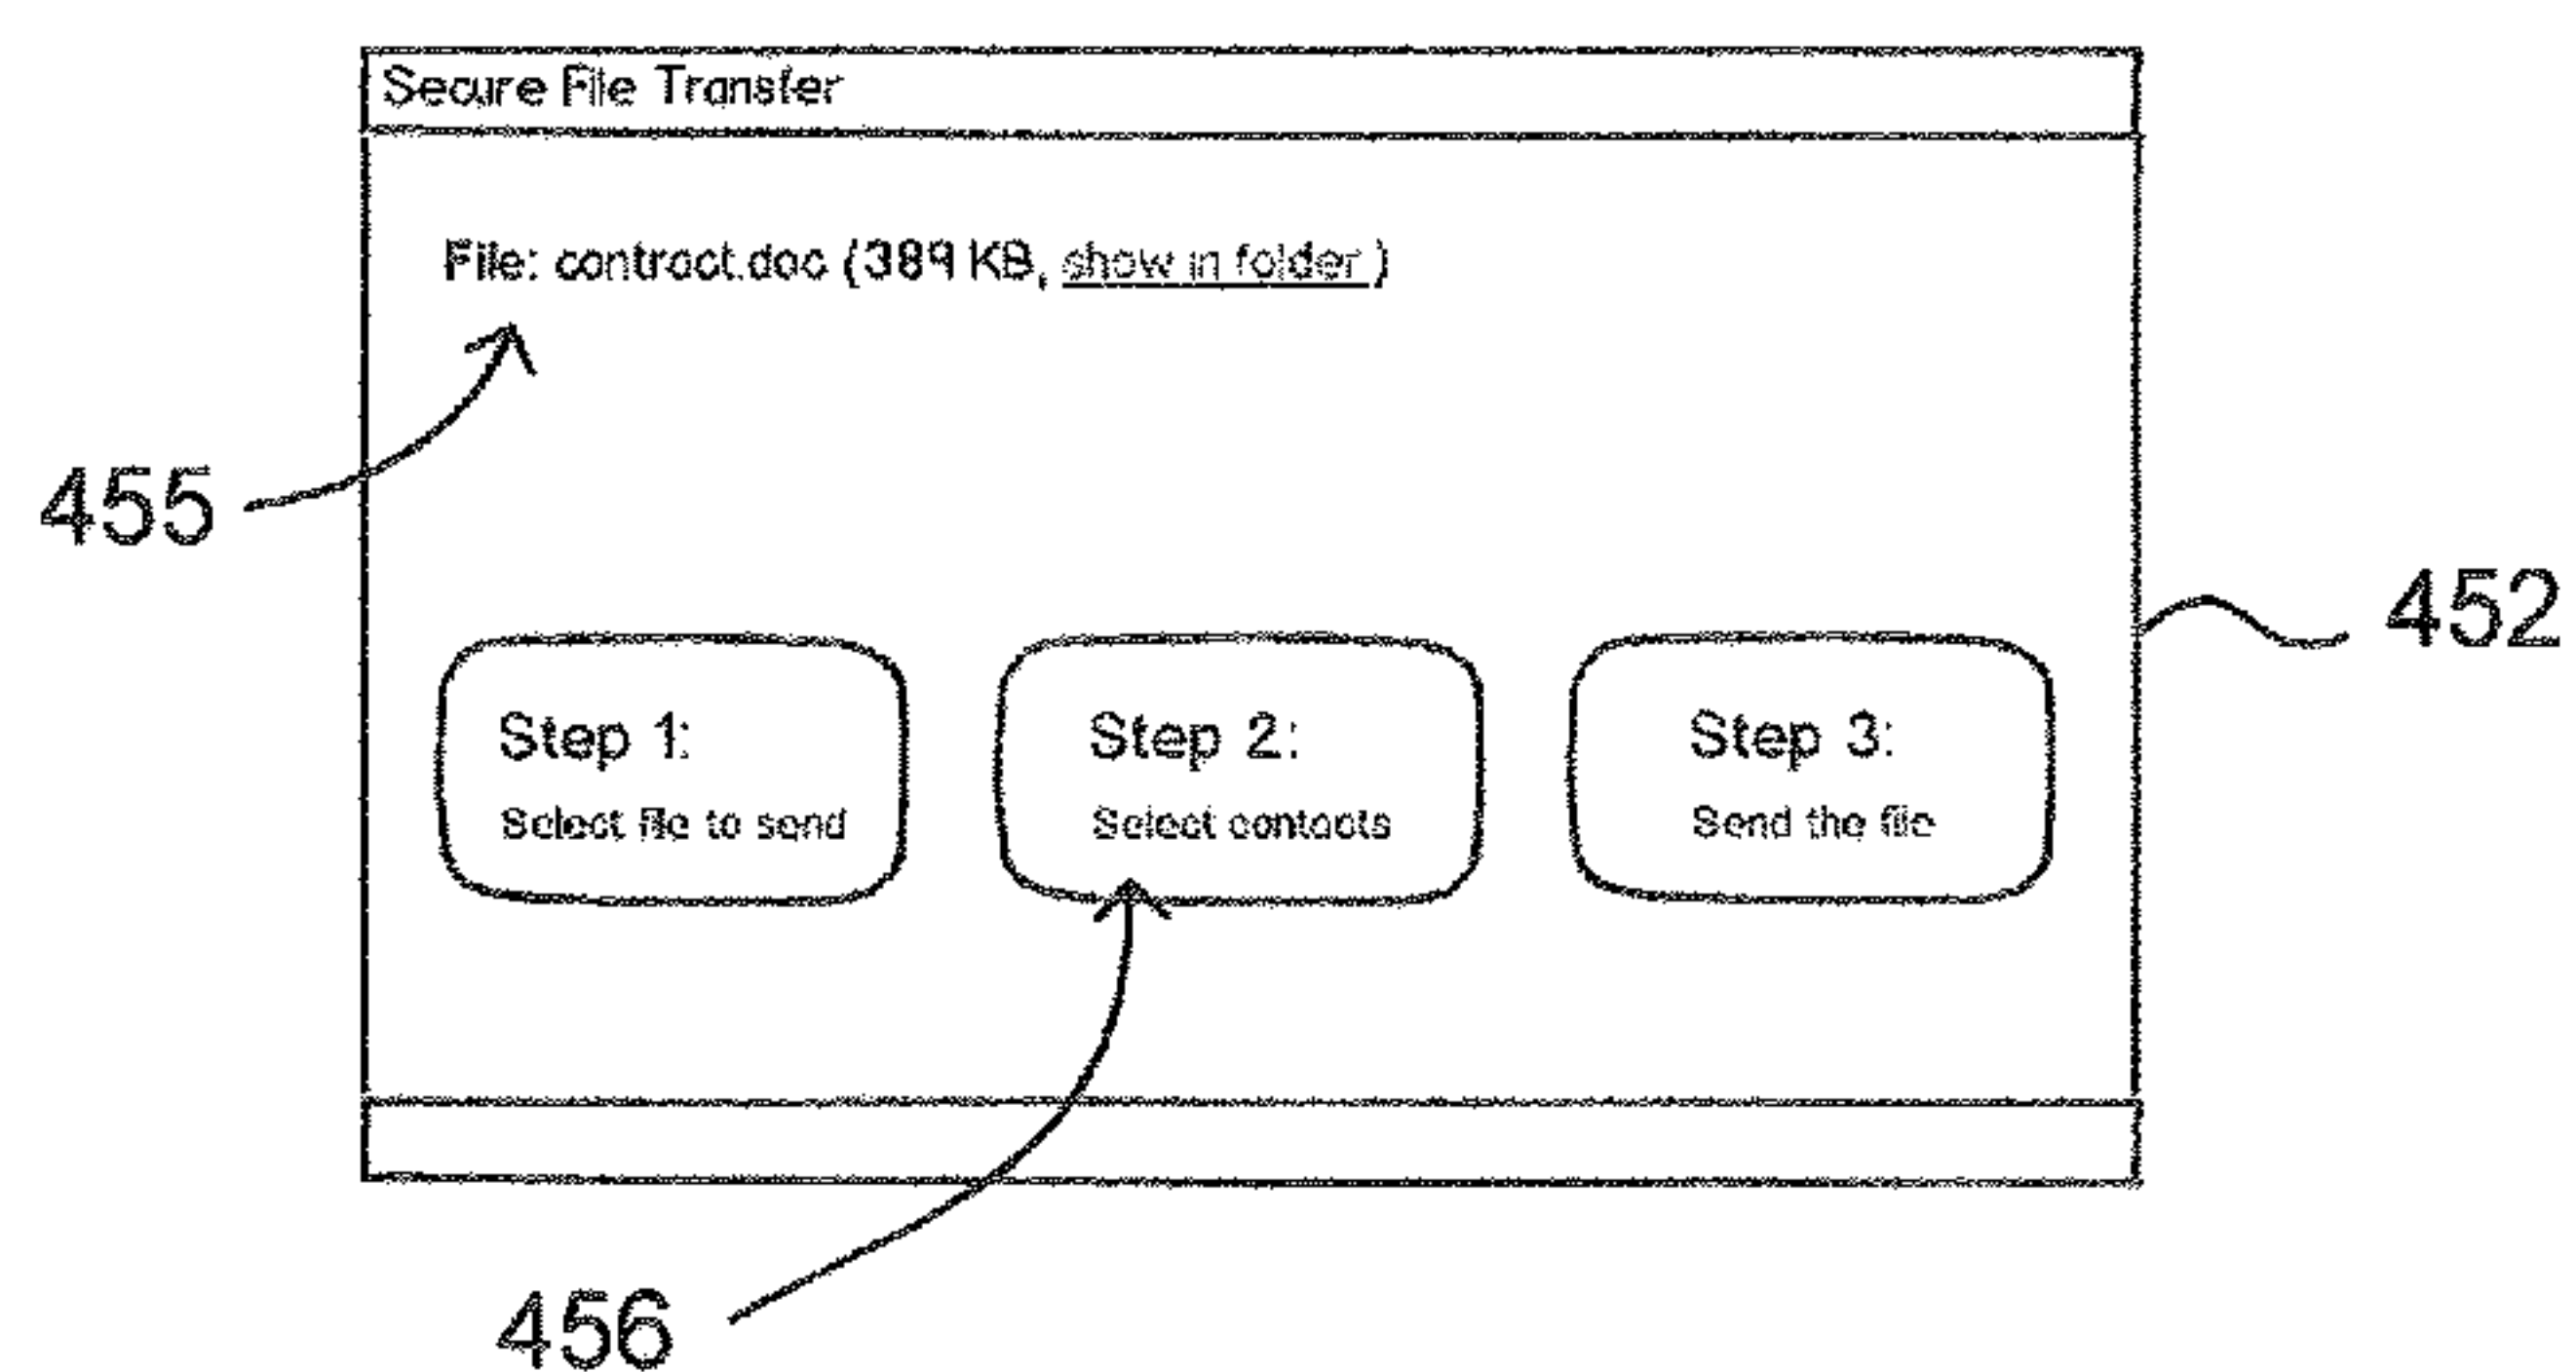 Secure File Transfer
File: contract.doc (389 KB, show in folder )
455
452
Step 1:
Select file to send
Step 2:
Select contacts
Step 3:
Send the file
456